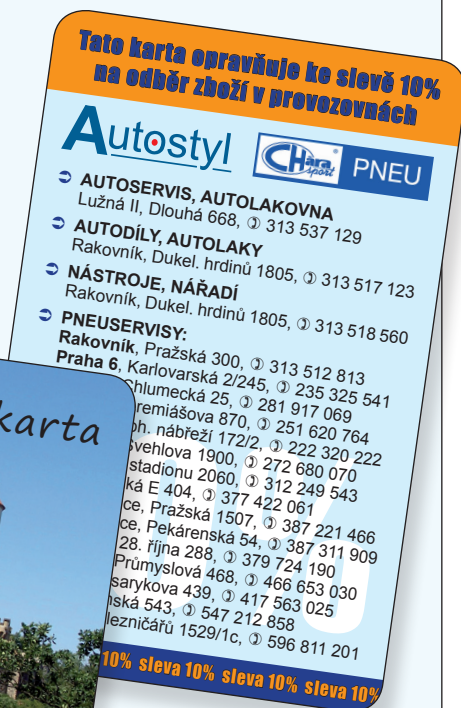 Tato karta opravňuje ke slevě 10%
na odběr zboží v provozovnách
Autostyl
CHära sport PNEU
AUTOSERVIS, AUTOLAKOVNA
Lužná II, Dlouhá 668, 313 537 129
AUTODÍLY, AUTOLAKY
Rakovník, Dukel. hrdinů 1805, 313 517 123
NÁSTROJE, NÁŘADÍ
Rakovník, Dukel. hrdinů 1805, 313 518 560
PNEUSERVISY:
Rakovník, Pražská 300, 313 512 813
Praha 6, Karlovarská 2/245, 235 325 541
Chlumecká 25, 281 917 069
remiášova 870, 251 620 764
oh. nábřeží 172/2, 222 320 222
Švehlova 1900, 272 680 070
stadionu 2060, 312 249 543
ká E 404, 377 422 061
ce, Pražská 1507, 387 221 466
ce, Pekárenská 54, 387 311 909
28. října 288, 379 724 190
Průmyslová 468, 466 653 030
sarykova 439, 417 563 025
nská 543, 547 212 858
lezničářů 1529/1c, 596 811 201
0%
10% sleva 10% sleva 10% sleva 10%
karta